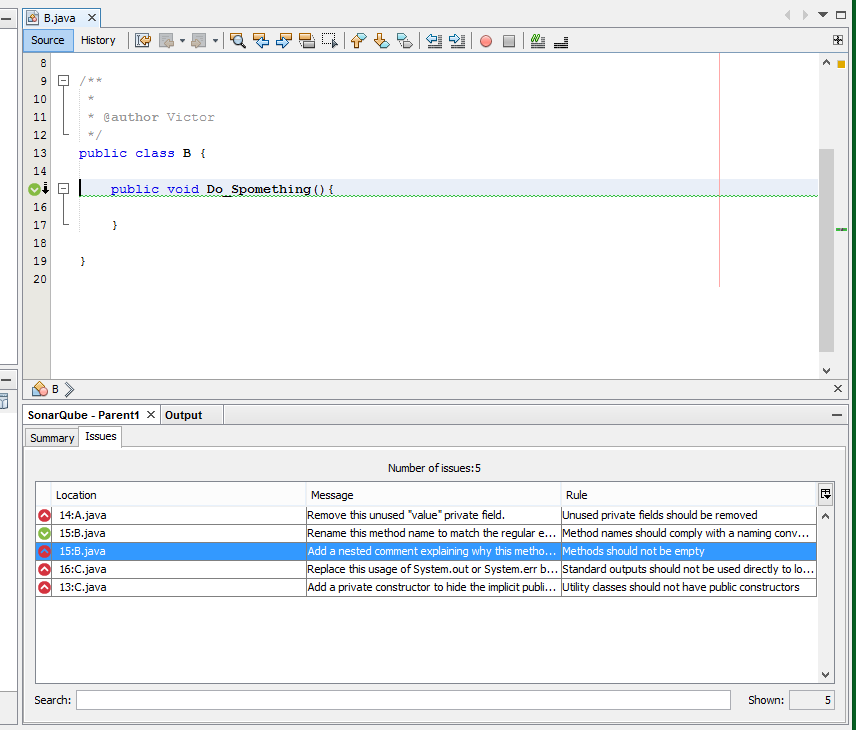 B.java
Source History
8
9 /**
10 *
11 * @author Victor
12 */
13 public class B {
14
public void Do_Spomething(){
16
17 }
18
19 }
20
B
SonarQube - Parent1 Output
Summary Issues
Number of issues:5
Location Message Rule
14:A.java Remove this unused "value" private field. Unused private fields should be removed
15:B.java Rename this method name to match the regular e... Method names should comply with a naming conv...
15:B.java Add a nested comment explaining why this metho... Methods should not be empty
16:C.java Replace this usage of System.out or System.err b... Standard outputs should not be used directly to lo...
13:C.java Add a private constructor to hide the implicit publi... Utility classes should not have public constructors
Search: Shown: 5